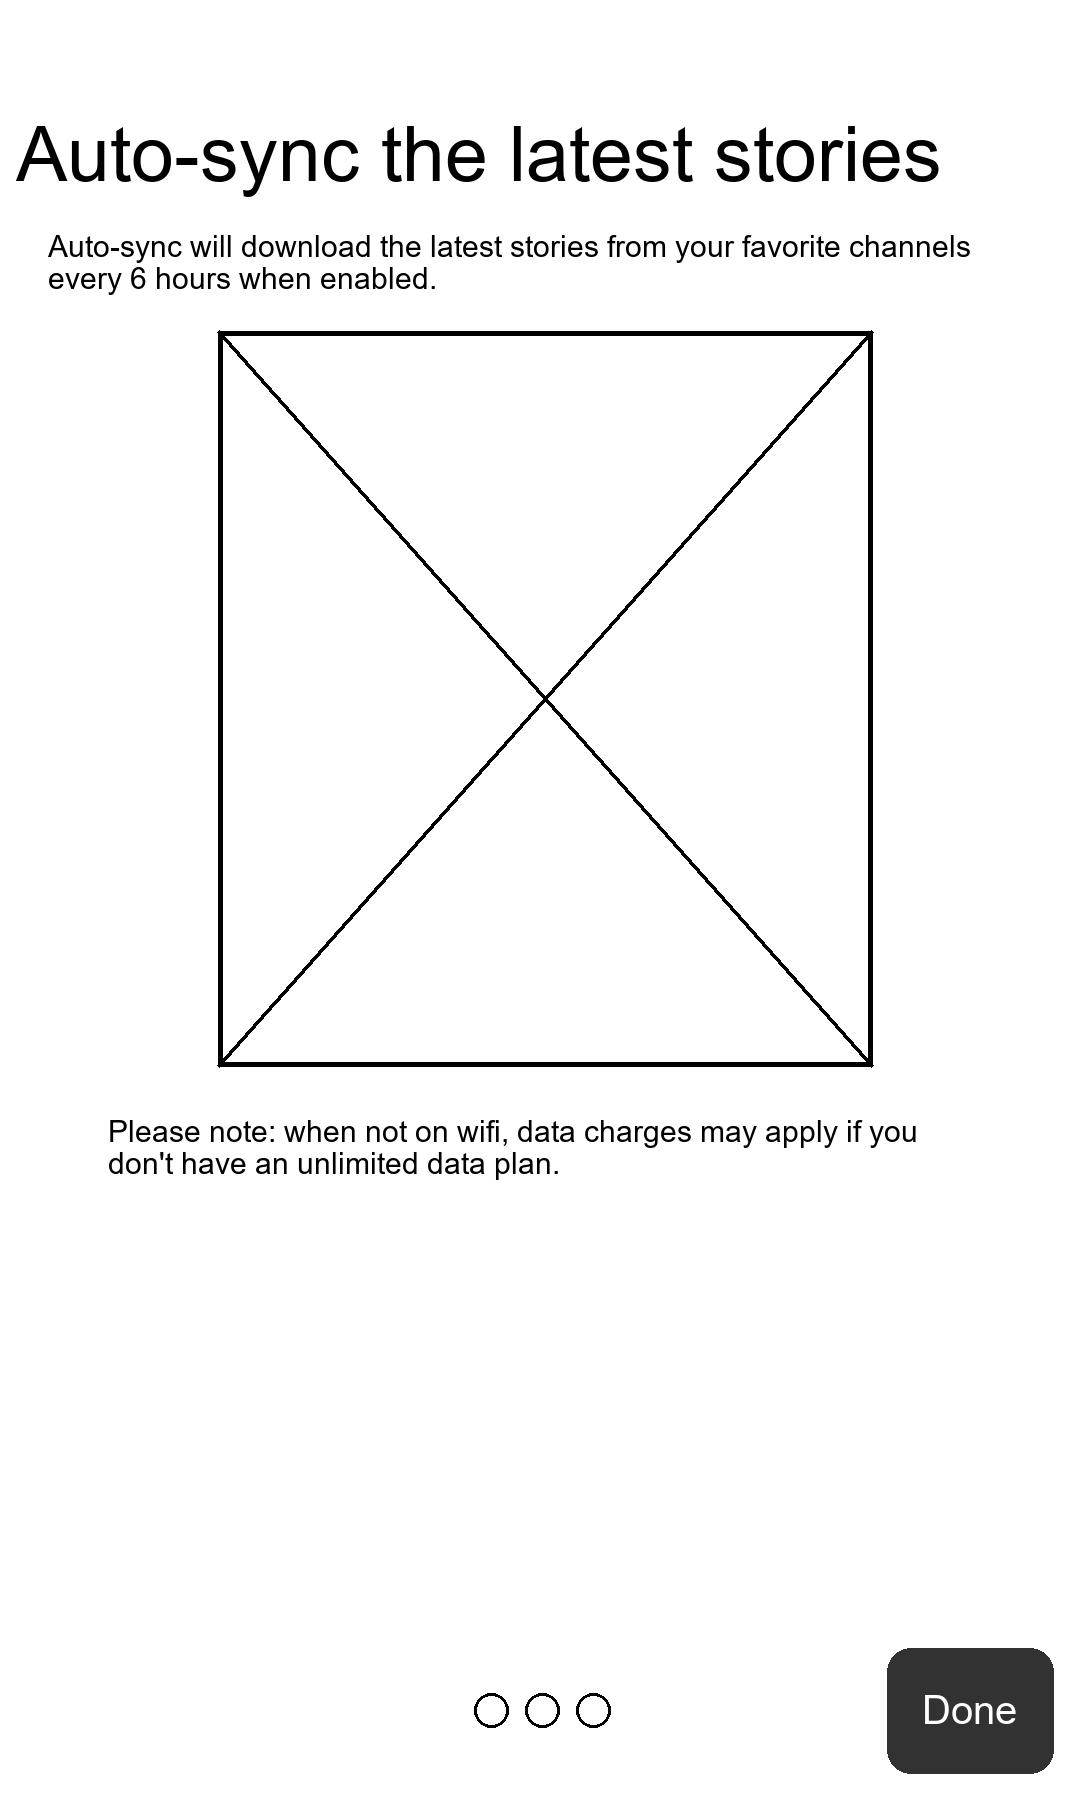 Auto-sync the latest stories
Auto-sync will download the latest stories from your favorite channels
every 6 hours when enabled.
Please note: when not on wifi, data charges may apply if you
don't have an unlimited data plan.
Done